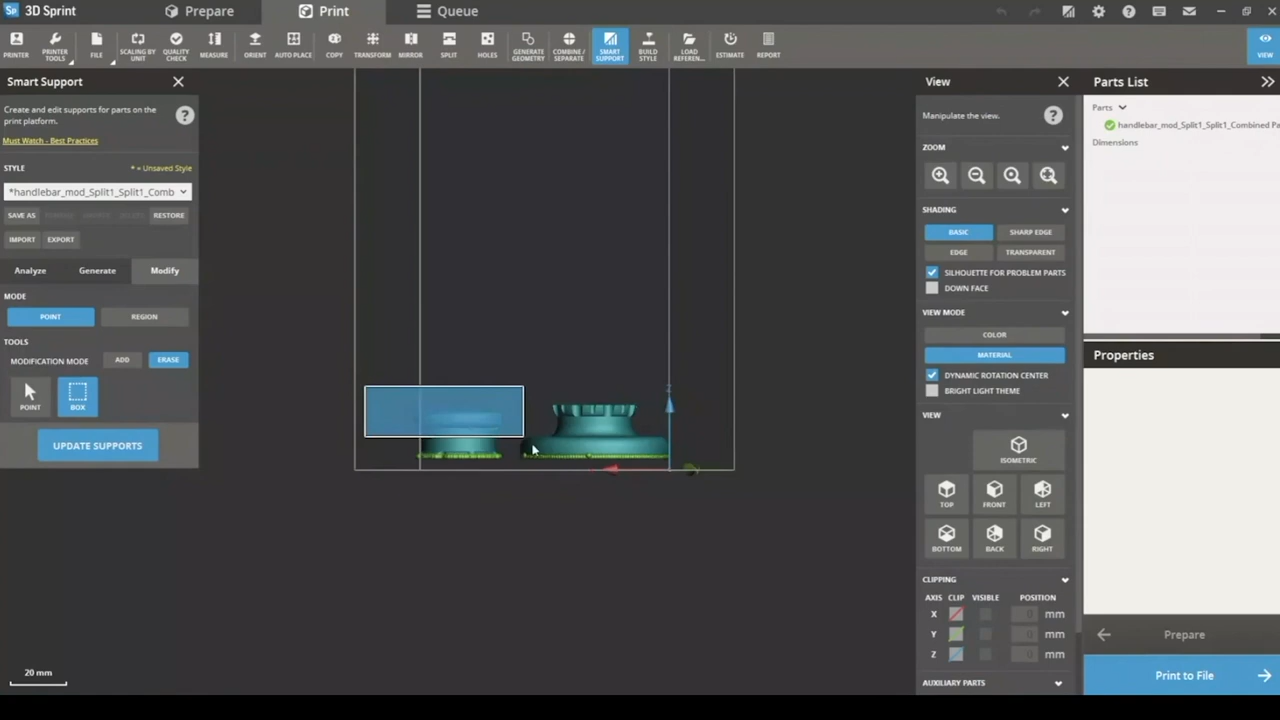 Sp 3D Sprint
Prepare
Print
Queue
PRINTER
PRINTER TOOLS
FILE
SCALING BY UNIT
QUALITY CHECK
MEASURE
ORIENT
AUTO PLACE
COPY
TRANSFORM
MIRROR
SPLIT
HOLES
GENERATE GEOMETRY
COMBINE / SEPARATE
SMART SUPPORT
BUILD STYLE
LOAD REFEREN...
ESTIMATE
REPORT
VIEW
Smart Support
Create and edit supports for parts on the
print platform.
Must Watch - Best Practices
STYLE
* = Unsaved Style
*handlebar_mod_Split1_Split1_Comb
SAVE AS
RESTORE
IMPORT
EXPORT
Analyze
Generate
Modify
MODE
POINT
REGION
TOOLS
MODIFICATION MODE
ADD
ERASE
POINT
BOX
UPDATE SUPPORTS
20 mm
Z
View
Manipulate the view.
ZOOM
SHADING
BASIC
SHARP EDGE
EDGE
TRANSPARENT
SILHOUETTE FOR PROBLEM PARTS
DOWN FACE
VIEW MODE
COLOR
MATERIAL
DYNAMIC ROTATION CENTER
BRIGHT LIGHT THEME
VIEW
ISOMETRIC
TOP
FRONT
LEFT
BOTTOM
BACK
RIGHT
CLIPPING
AXIS CLIP VISIBLE POSITION
X 0 mm
Y 0 mm
Z 0 mm
AUXILIARY PARTS
Parts List
Parts
handlebar_mod_Split1_Split1_Combined Pa
Dimensions
Properties
Prepare
Print to File